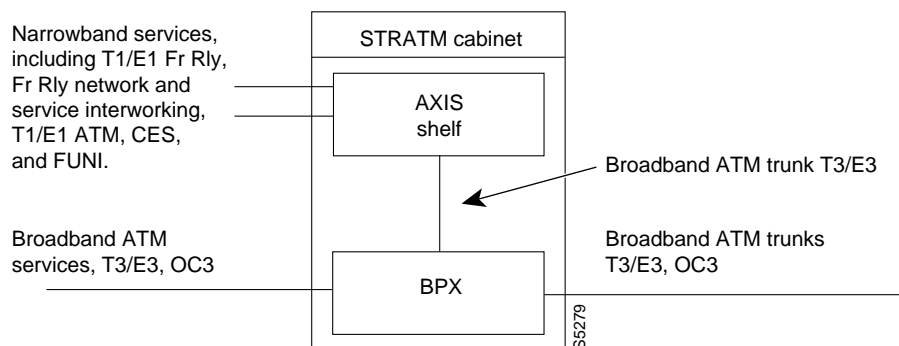 Narrowband services,
including T1/E1 Fr Rly,
Fr Rly network and
service interworking,
T1/E1 ATM, CES,
and FUNI.
STRATM cabinet
AXIS
shelf
Broadband ATM trunk T3/E3
Broadband ATM
services, T3/E3, OC3
BPX
Broadband ATM trunks
T3/E3, OC3
S5279